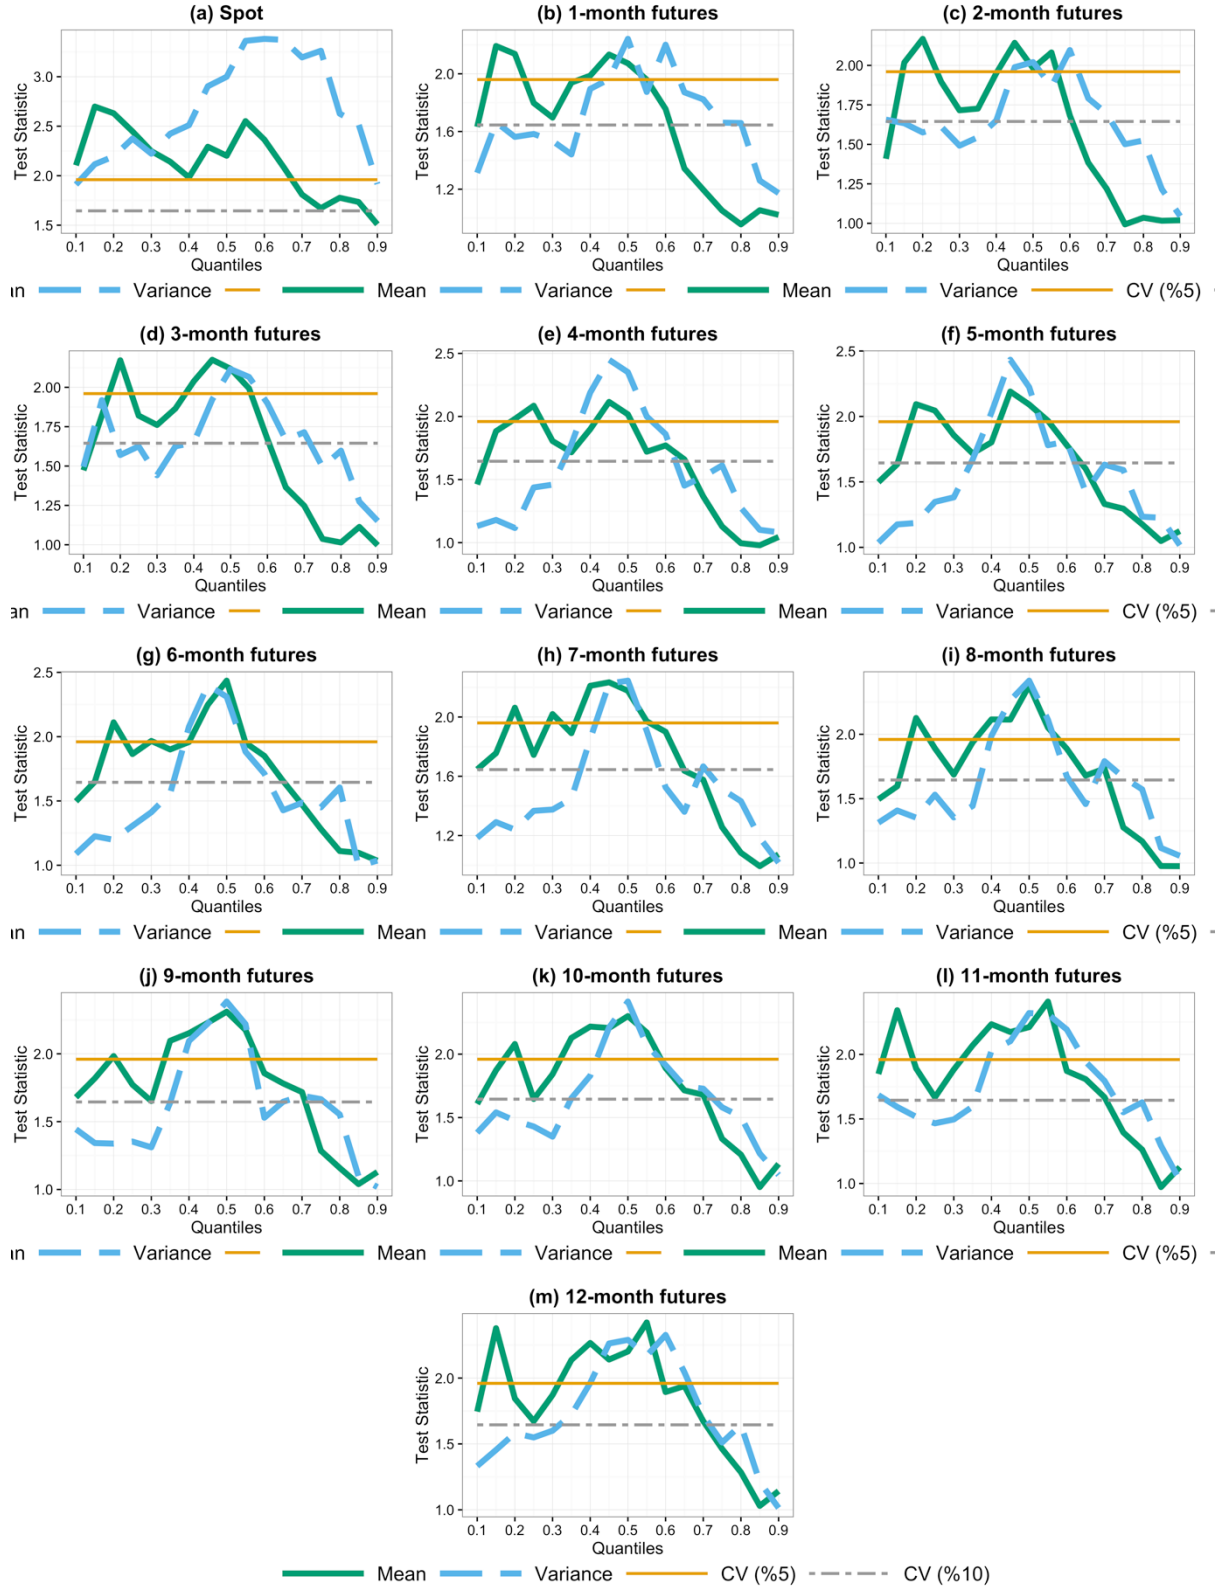 (a) Spot
(b) 1-month futures
(c) 2-month futures
Test Statistic
3.0
2.5
2.0
1.5
0.1 0.2 0.3 0.4 0.5 0.6 0.7 0.8 0.9
Quantiles
Test Statistic
2.0
1.6
1.2
0.1 0.2 0.3 0.4 0.5 0.6 0.7 0.8 0.9
Quantiles
Test Statistic
2.00
1.75
1.50
1.25
1.00
0.1 0.2 0.3 0.4 0.5 0.6 0.7 0.8 0.9
Quantiles
an Variance Mean Variance Mean Variance CV (%5)
(d) 3-month futures
(e) 4-month futures
(f) 5-month futures
Test Statistic
2.00
1.75
1.50
1.25
1.00
0.1 0.2 0.3 0.4 0.5 0.6 0.7 0.8 0.9
Quantiles
Test Statistic
2.5
2.0
1.5
1.0
0.1 0.2 0.3 0.4 0.5 0.6 0.7 0.8 0.9
Quantiles
Test Statistic
2.5
2.0
1.5
1.0
0.1 0.2 0.3 0.4 0.5 0.6 0.7 0.8 0.9
Quantiles
an Variance Mean Variance Mean Variance CV (%5)
(g) 6-month futures
(h) 7-month futures
(i) 8-month futures
Test Statistic
2.5
2.0
1.5
1.0
0.1 0.2 0.3 0.4 0.5 0.6 0.7 0.8 0.9
Quantiles
Test Statistic
2.0
1.6
1.2
0.1 0.2 0.3 0.4 0.5 0.6 0.7 0.8 0.9
Quantiles
Test Statistic
2.0
1.5
1.0
0.1 0.2 0.3 0.4 0.5 0.6 0.7 0.8 0.9
Quantiles
an Variance Mean Variance Mean Variance CV (%5)
(j) 9-month futures
(k) 10-month futures
(l) 11-month futures
Test Statistic
2.0
1.5
1.0
0.1 0.2 0.3 0.4 0.5 0.6 0.7 0.8 0.9
Quantiles
Test Statistic
2.0
1.5
1.0
0.1 0.2 0.3 0.4 0.5 0.6 0.7 0.8 0.9
Quantiles
Test Statistic
2.0
1.5
1.0
0.1 0.2 0.3 0.4 0.5 0.6 0.7 0.8 0.9
Quantiles
an Variance Mean Variance Mean Variance CV (%5)
(m) 12-month futures
Test Statistic
2.0
1.5
1.0
0.1 0.2 0.3 0.4 0.5 0.6 0.7 0.8 0.9
Quantiles
Mean Variance CV (%5) CV (%10)